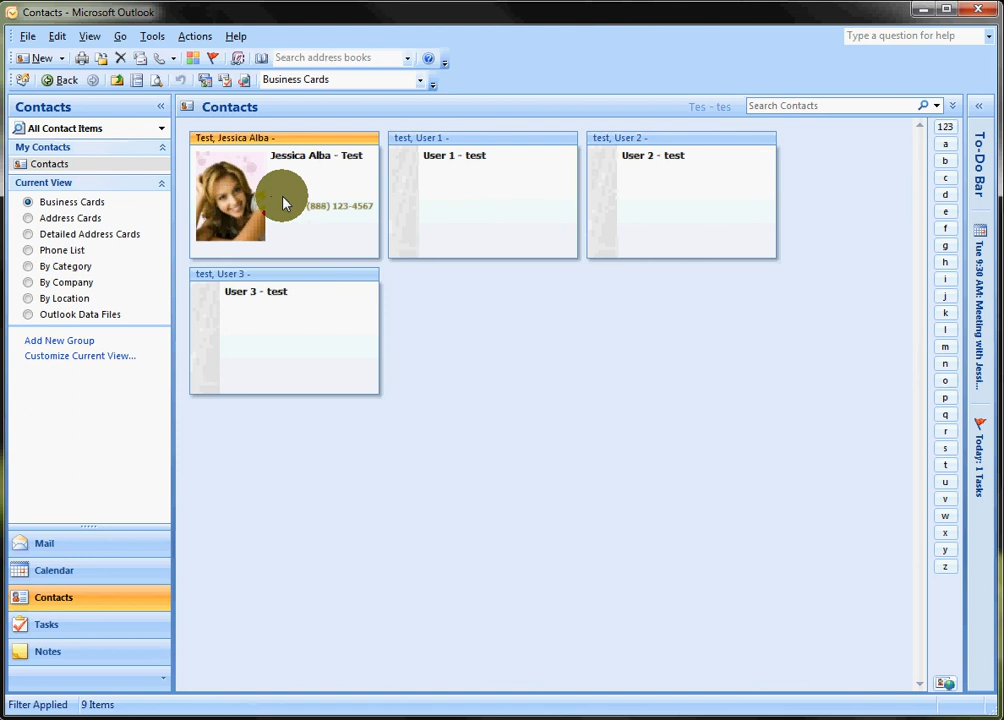 Contacts - Microsoft Outlook
File Edit View Go Tools Actions Help
Type a question for help
New
Search address books
Back
Business Cards
Contacts
All Contact Items
My Contacts
Contacts
Current View
Business Cards
Address Cards
Detailed Address Cards
Phone List
By Category
By Company
By Location
Outlook Data Files
Add New Group
Customize Current View...
Mail
Calendar
Contacts
Tasks
Notes
Contacts
Tes - tes
Search Contacts
Test, Jessica Alba -
Jessica Alba - Test
(888) 123-4567
test, User 1 -
User 1 - test
test, User 2 -
User 2 - test
test, User 3 -
User 3 - test
123
a
b
c
d
e
f
g
h
i
j
k
l
m
n
o
p
q
r
s
t
u
v
w
x
y
z
To-Do Bar
Tue 9:30 AM: Meeting with Jessi...
Today: 1 Tasks
Filter Applied 9 Items